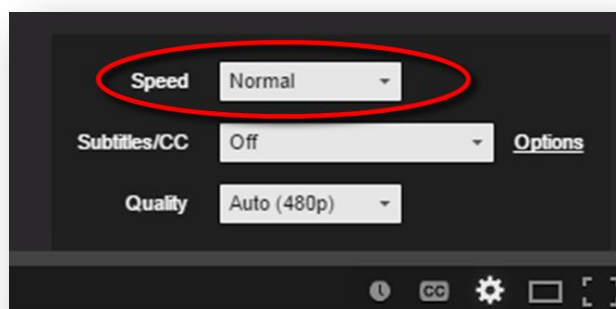 Speed Normal
Subtitles/CC Off Options
Quality Auto (480p)
CC